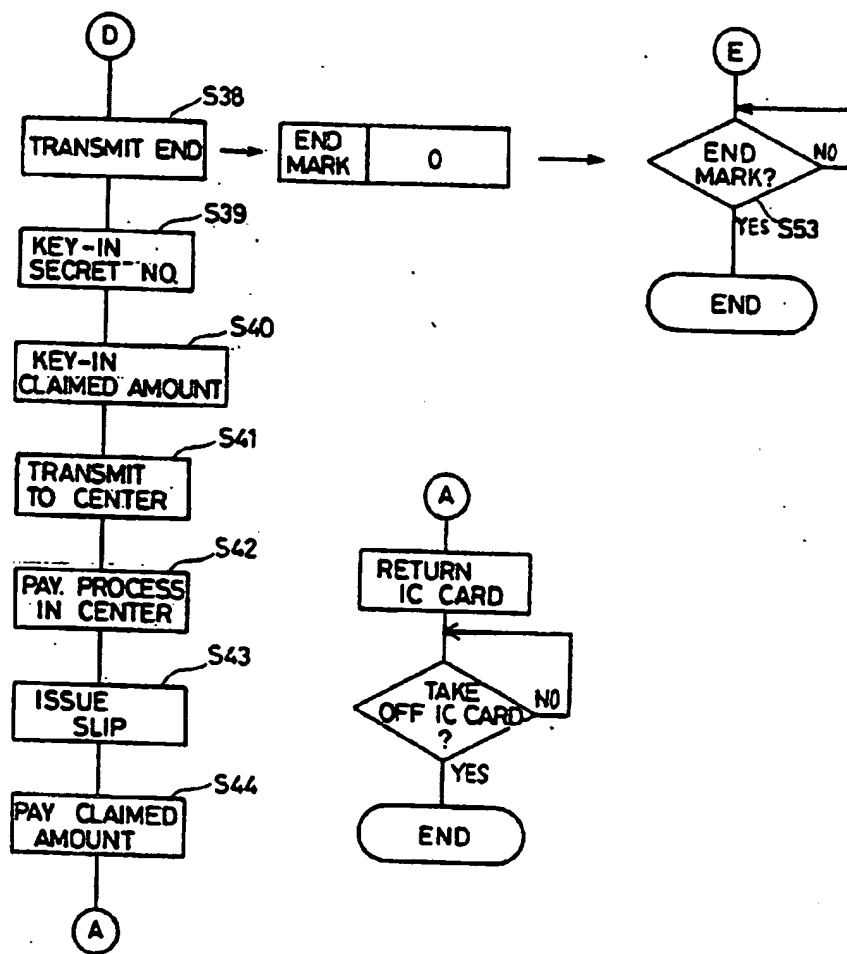 D
S38
TRANSMIT END
END
MARK
0
S39
KEY-IN
SECRET NO.
S40
KEY-IN
CLAIMED AMOUNT
S41
TRANSMIT
TO CENTER
S42
PAY. PROCESS
IN CENTER
S43
ISSUE
SLIP
S44
PAY CLAIMED
AMOUNT
A
E
END
MARK?
NO
YES
S53
END
A
RETURN
IC CARD
TAKE
OFF IC CARD
?
NO
YES
END